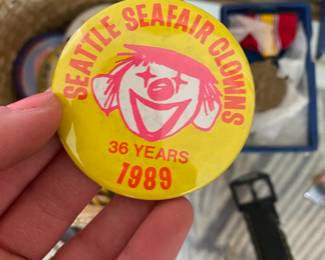 SEATTLE SEAFAIR CLOWNS
36 YEARS
1989